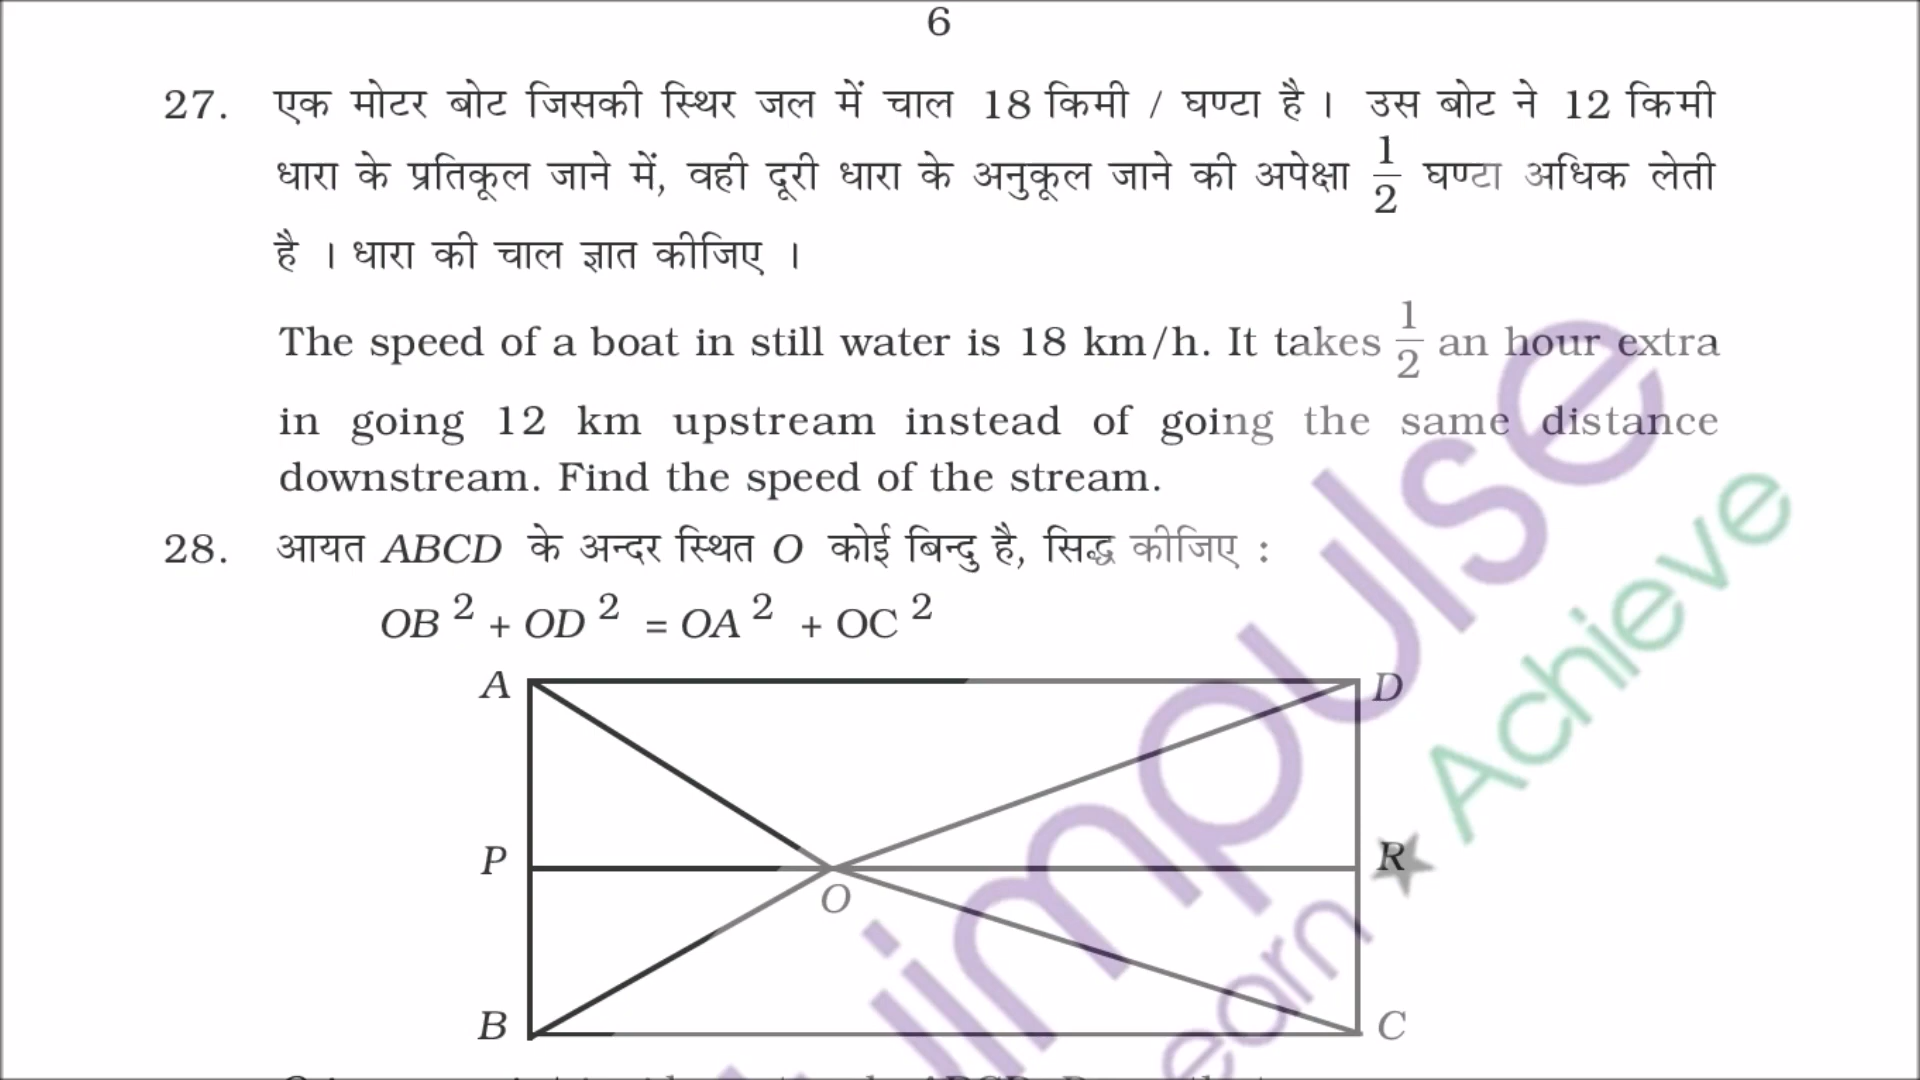 6
27. एक मोटर बोट जिसकी स्थिर जल में चाल 18 किमी / घण्टा है । उस बोट ने 12 किमी
धारा के प्रतिकूल जाने में, वही दूरी धारा के अनुकूल जाने की अपेक्षा 1/2 घण्टा अधिक लेती
है । धारा की चाल ज्ञात कीजिए ।
The speed of a boat in still water is 18 km/h. It takes 1/2 an hour extra
in going 12 km upstream instead of going the same distance
downstream. Find the speed of the stream.
28. आयत ABCD के अन्दर स्थित O कोई बिन्दु है, सिद्ध कीजिए :
OB² + OD² = OA² + OC²
A D
P R
O
B C
impulse
earn ★ Achieve